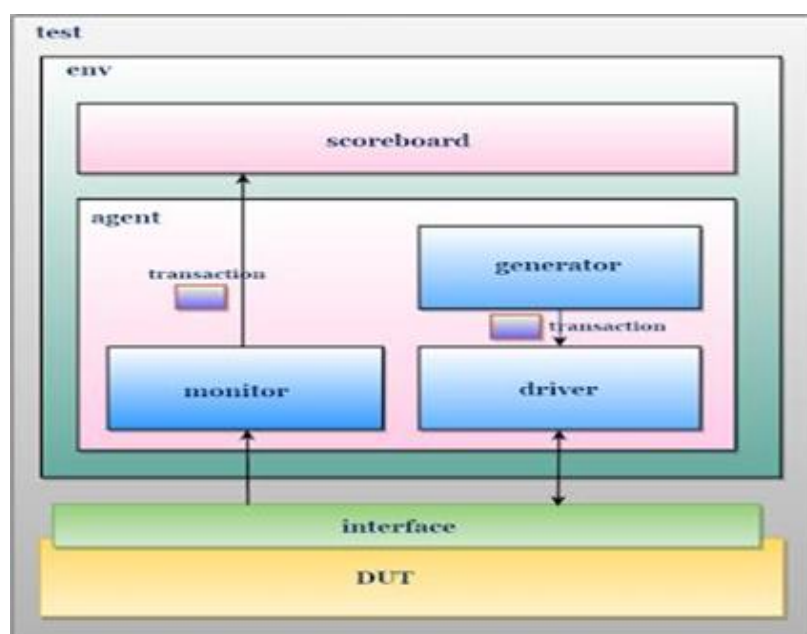 test
env
scoreboard
agent
transaction
generator
transaction
monitor
driver
interface
DUT